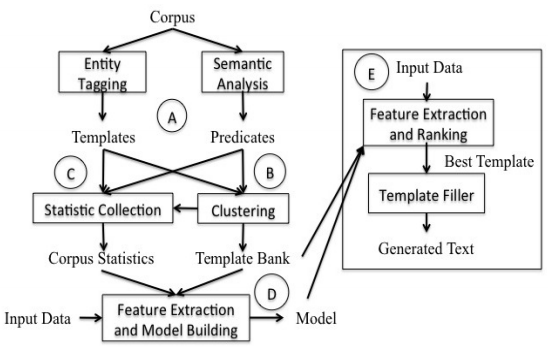 Corpus
Entity
Tagging
Semantic
Analysis
A
Templates
Predicates
C
B
Statistic Collection
Clustering
Corpus Statistics
Template Bank
D
Input Data
Feature Extraction
and Model Building
Model
E
Input Data
Feature Extraction
and Ranking
Best Template
Template Filler
Generated Text